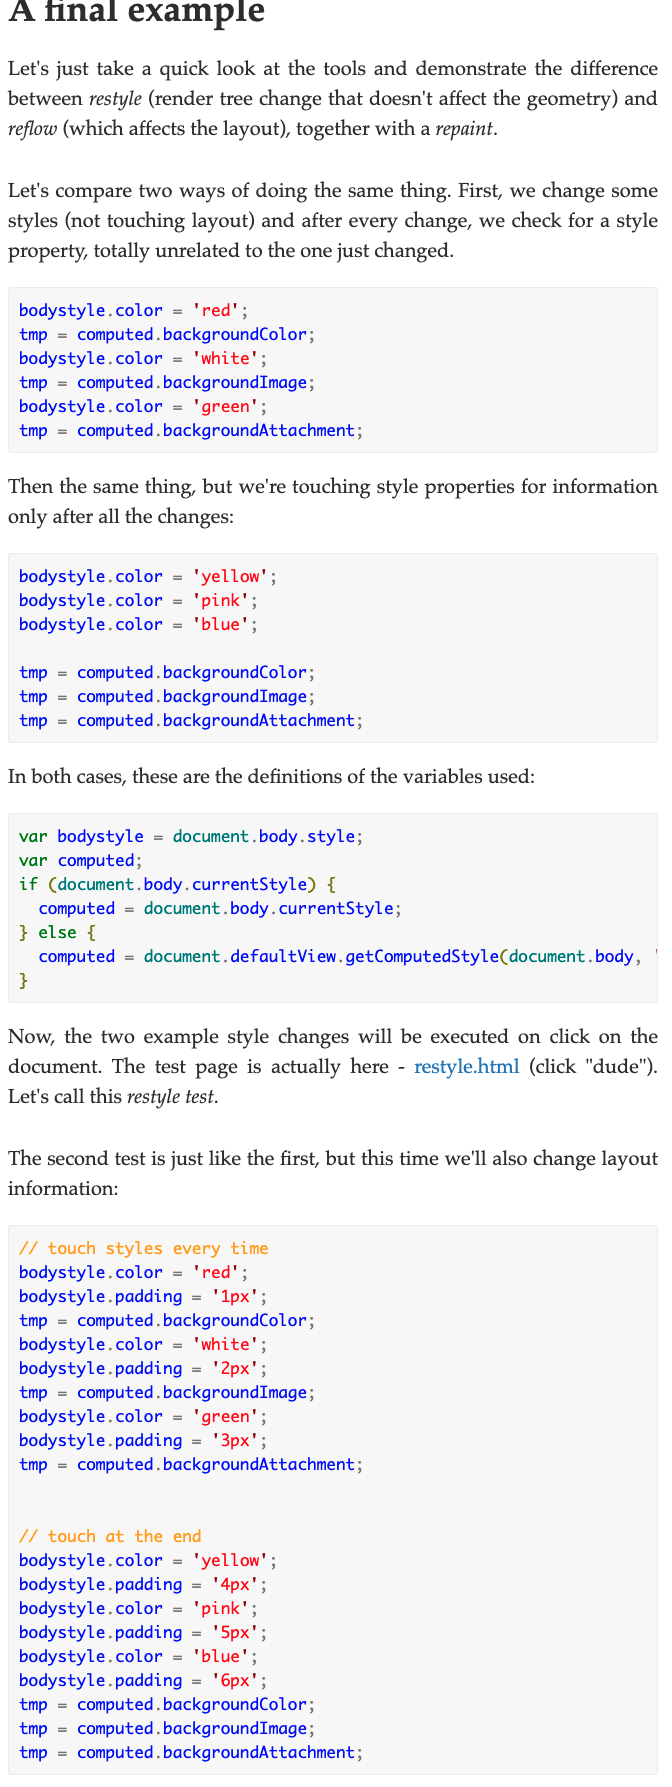 A final example
Let's just take a quick look at the tools and demonstrate the difference
between restyle (render tree change that doesn't affect the geometry) and
reflow (which affects the layout), together with a repaint.
Let's compare two ways of doing the same thing. First, we change some
styles (not touching layout) and after every change, we check for a style
property, totally unrelated to the one just changed.
bodystyle.color = 'red';
tmp = computed.backgroundColor;
bodystyle.color = 'white';
tmp = computed.backgroundImage;
bodystyle.color = 'green';
tmp = computed.backgroundAttachment;
Then the same thing, but we're touching style properties for information
only after all the changes:
bodystyle.color = 'yellow';
bodystyle.color = 'pink';
bodystyle.color = 'blue';
tmp = computed.backgroundColor;
tmp = computed.backgroundImage;
tmp = computed.backgroundAttachment;
In both cases, these are the definitions of the variables used:
var bodystyle = document.body.style;
var computed;
if (document.body.currentStyle) {
  computed = document.body.currentStyle;
} else {
  computed = document.defaultView.getComputedStyle(document.body, '
}
Now, the two example style changes will be executed on click on the
document. The test page is actually here - restyle.html (click "dude").
Let's call this restyle test.
The second test is just like the first, but this time we'll also change layout
information:
// touch styles every time
bodystyle.color = 'red';
bodystyle.padding = '1px';
tmp = computed.backgroundColor;
bodystyle.color = 'white';
bodystyle.padding = '2px';
tmp = computed.backgroundImage;
bodystyle.color = 'green';
bodystyle.padding = '3px';
tmp = computed.backgroundAttachment;
// touch at the end
bodystyle.color = 'yellow';
bodystyle.padding = '4px';
bodystyle.color = 'pink';
bodystyle.padding = '5px';
bodystyle.color = 'blue';
bodystyle.padding = '6px';
tmp = computed.backgroundColor;
tmp = computed.backgroundImage;
tmp = computed.backgroundAttachment;